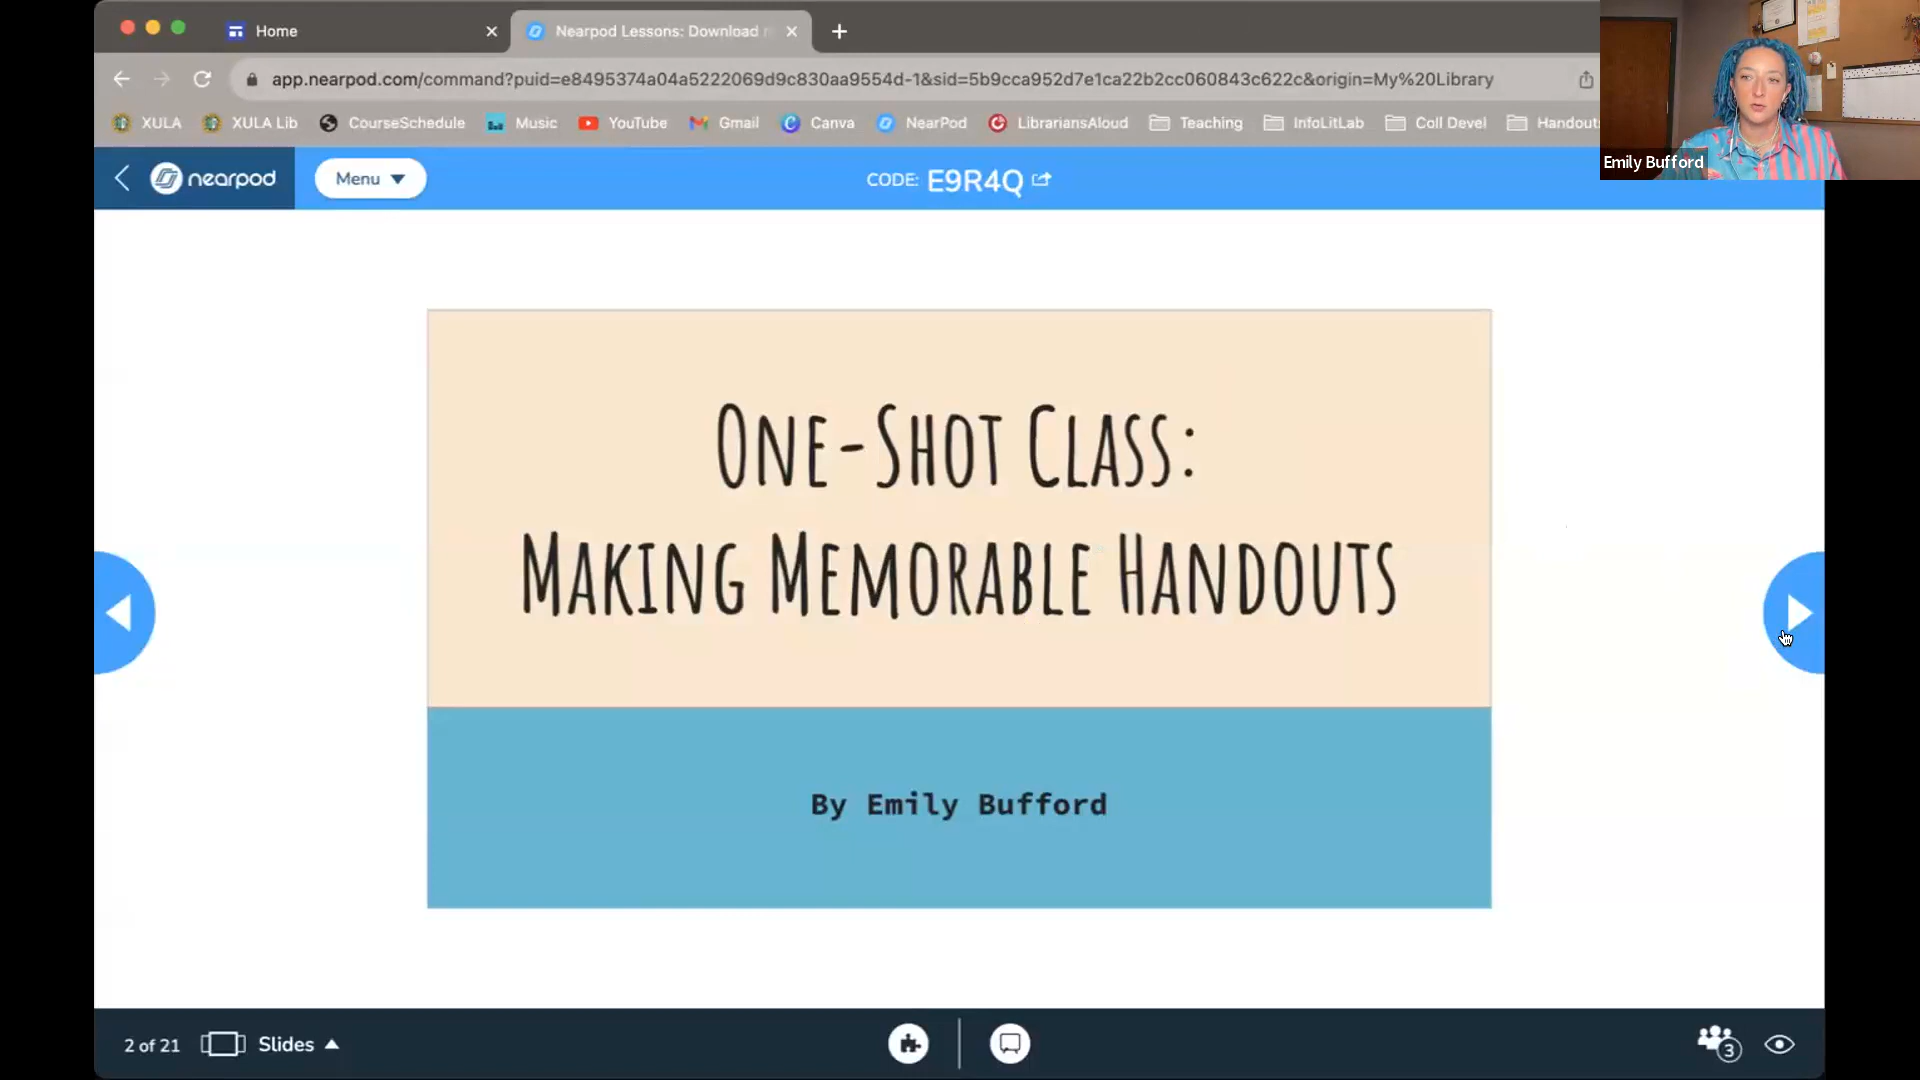 Home
Nearpod Lessons: Download
app.nearpod.com/command?puid=e8495374a04a5222069d9c830aa9554d-1&sid=5b9cca952d7e1ca22b2cc060843c622c&origin=My%20Library
XULA XULA Lib CourseSchedule Music YouTube Gmail Canva NearPod LibrariansAloud Teaching InfoLitLab Coll Devel Handouts
Emily Bufford
nearpod Menu CODE: E9R4Q
One-Shot Class:
Making Memorable Handouts
By Emily Bufford
2 of 21 Slides 3